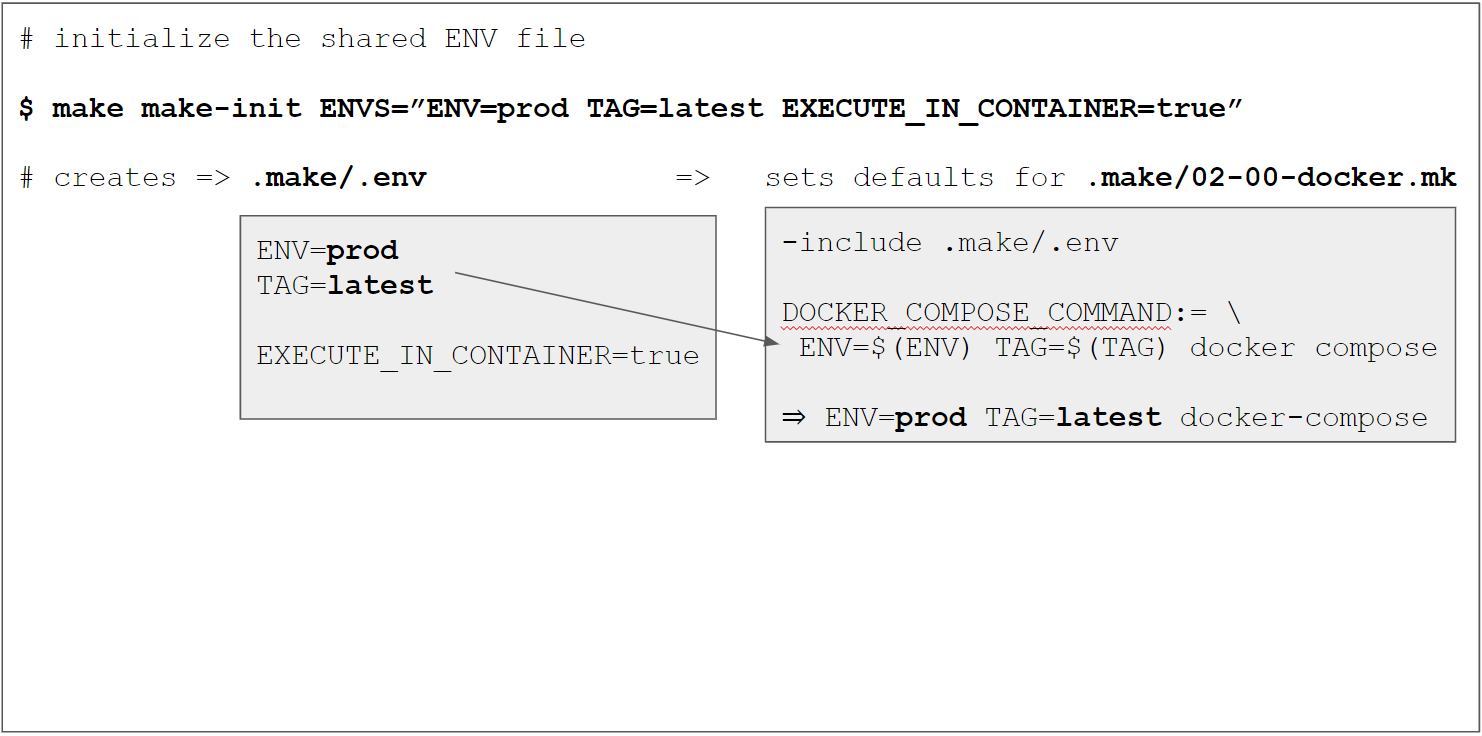 # initialize the shared ENV file
$ make make-init ENVS=”ENV=prod TAG=latest EXECUTE_IN_CONTAINER=true”
# creates => .make/.env => sets defaults for .make/02-00-docker.mk
ENV=prod
TAG=latest
EXECUTE_IN_CONTAINER=true
-include .make/.env
DOCKER_COMPOSE_COMMAND:= \
ENV=$(ENV) TAG=$(TAG) docker compose
⇒ ENV=prod TAG=latest docker-compose